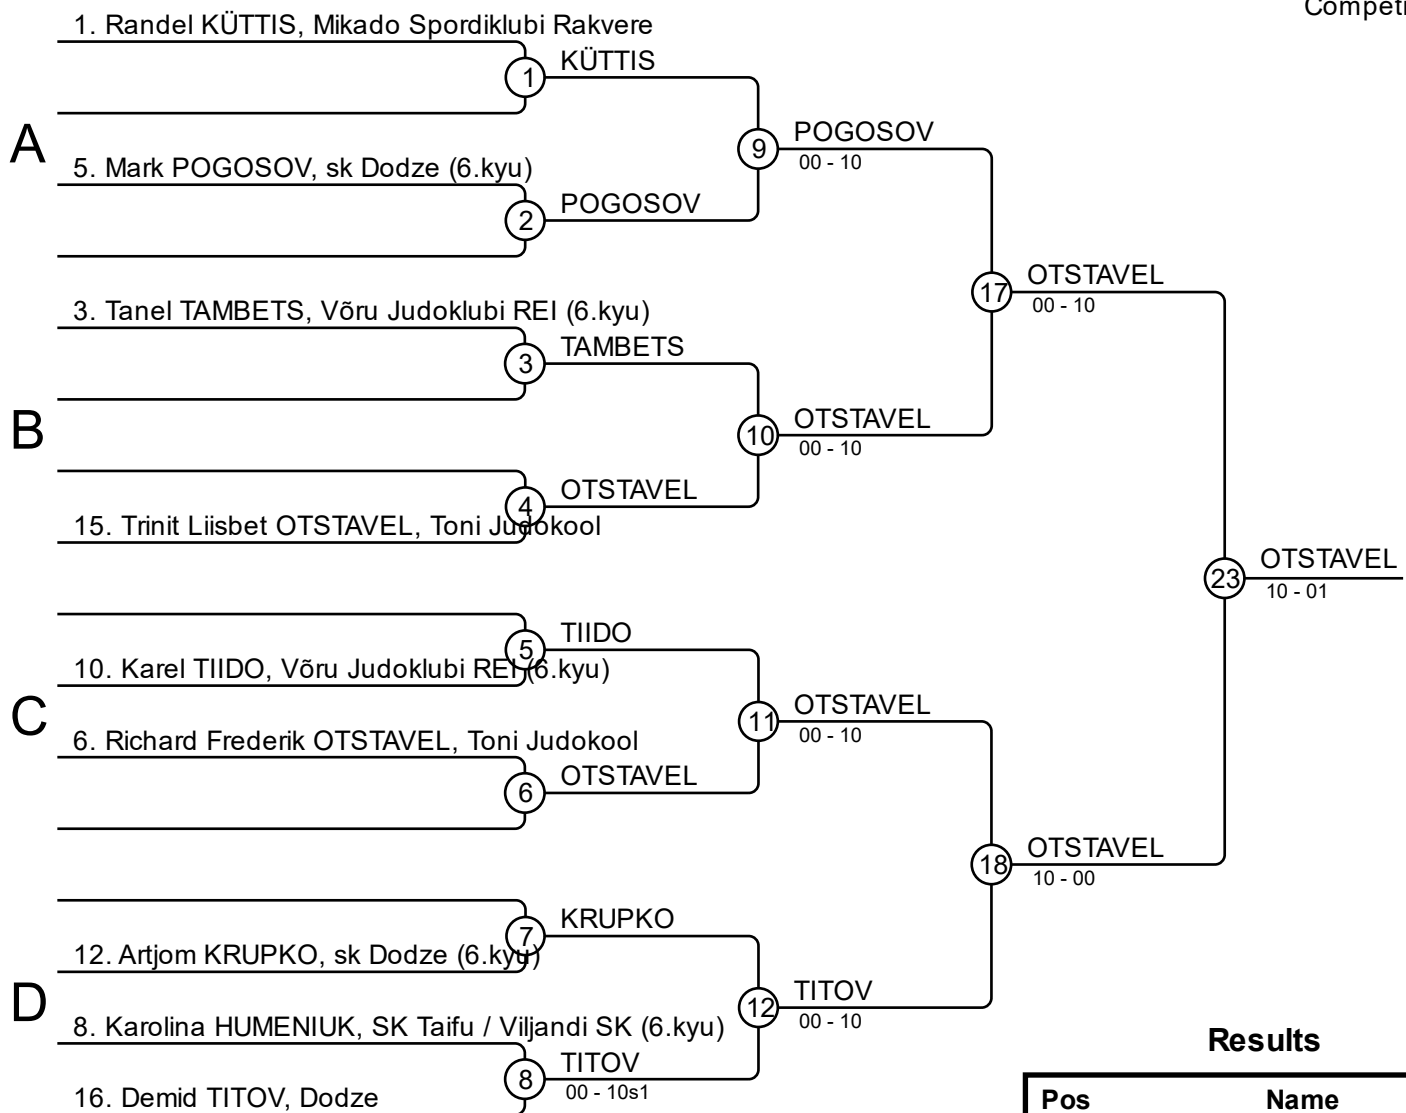 Competi
1. Randel KÜTTIS, Mikado Spordiklubi Rakvere
1 KÜTTIS
A
9 POGOSOV
00 - 10
5. Mark POGOSOV, sk Dodze (6.kyu)
2 POGOSOV
17 OTSTAVEL
00 - 10
3. Tanel TAMBETS, Võru Judoklubi REI (6.kyu)
3 TAMBETS
B
10 OTSTAVEL
00 - 10
4 OTSTAVEL
15. Trinit Liisbet OTSTAVEL, Toni Judokool
23 OTSTAVEL
10 - 01
5 TIIDO
10. Karel TIIDO, Võru Judoklubi REI (6.kyu)
C
11 OTSTAVEL
00 - 10
6. Richard Frederik OTSTAVEL, Toni Judokool
6 OTSTAVEL
18 OTSTAVEL
10 - 00
7 KRUPKO
12. Artjom KRUPKO, sk Dodze (6.kyu)
D
12 TITOV
00 - 10
8. Karolina HUMENIUK, SK Taifu / Viljandi SK (6.kyu)
8 TITOV
00 - 10s1
16. Demid TITOV, Dodze
Results
Pos Name